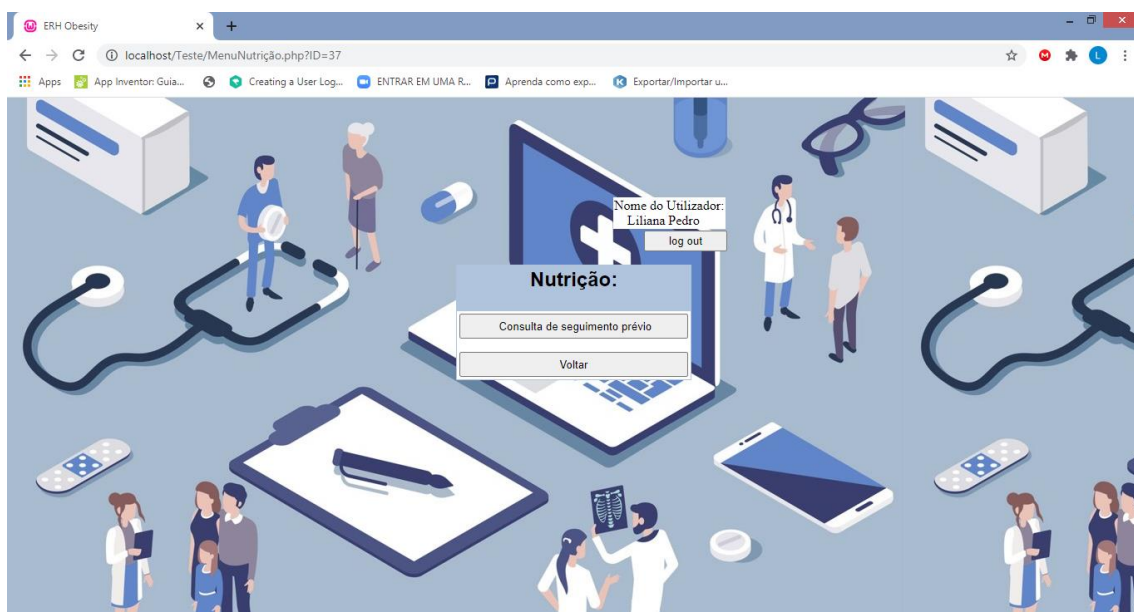 ERH Obesity
localhost/Teste/MenuNutrição.php?ID=37
Apps App Inventor: Guia... Creating a User Log... ENTRAR EM UMA R... Aprenda como exp... Exportar/Importar u...
Nome do Utilizador:
Liliana Pedro
log out
Nutrição:
Consulta de seguimento prévio
Voltar